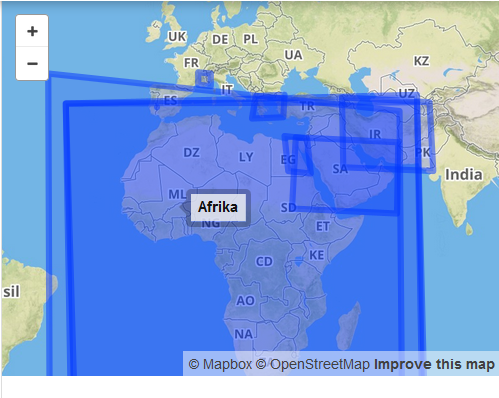 +
−
UK
DE
PL
FR
UA
KZ
IT
ES
TR
UZ
DZ
LY
EG
IR
PK
SA
India
ML
Afrika
NG
SD
ET
CD
KE
sil
AO
NA
ZA
© Mapbox © OpenStreetMap Improve this map